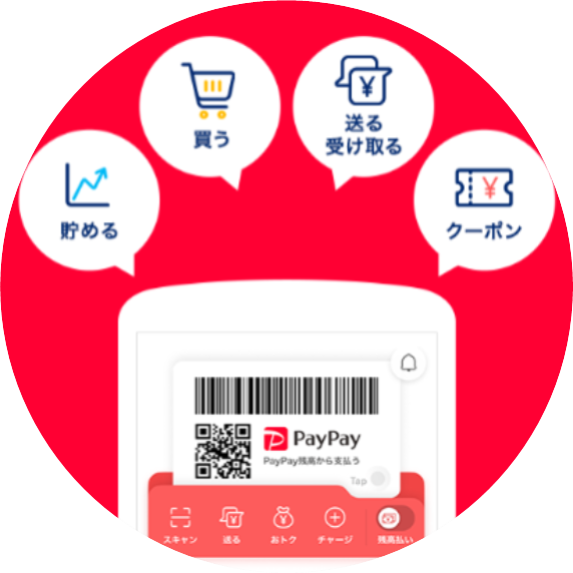 貯める
買う
送る
受け取る
クーポン
PayPay
PayPay残高から支払う
Tap
スキャン
送る
おトク
チャージ
残高払い